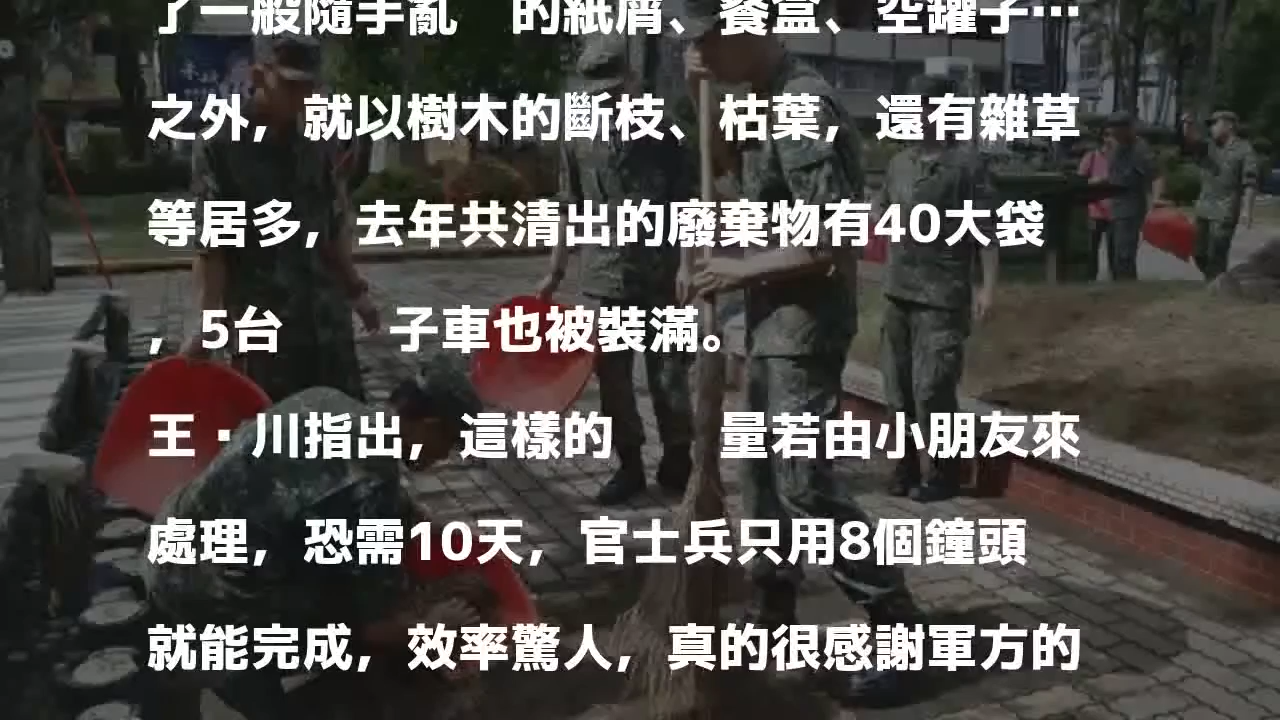 了一般隨手亂　的紙屑、餐盒、空罐子…
之外，就以樹木的斷枝、枯葉，還有雜草
等居多，去年共清出的廢棄物有40大袋
，5台　　子車也被裝滿。
王·川指出，這樣的　　量若由小朋友來
處理，恐需10天，官士兵只用8個鐘頭
就能完成，效率驚人，真的很感謝軍方的